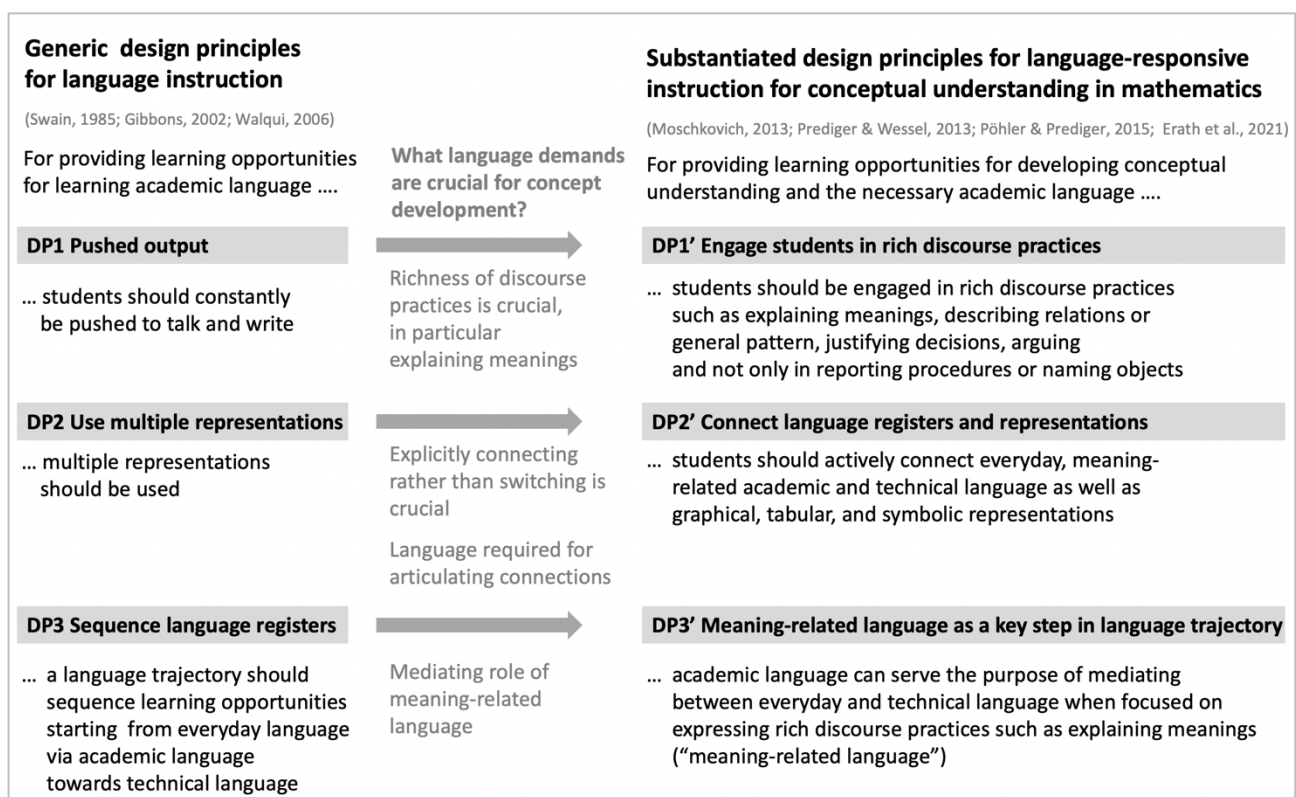 Generic design principles
for language instruction
(Swain, 1985; Gibbons, 2002; Walqui, 2006)
For providing learning opportunities
for learning academic language ....
What language demands
are crucial for concept
development?
Substantiated design principles for language-responsive
instruction for conceptual understanding in mathematics
(Moschkovich, 2013; Prediger & Wessel, 2013; Pöhler & Prediger, 2015; Erath et al., 2021)
For providing learning opportunities for developing conceptual
understanding and the necessary academic language ....
DP1 Pushed output
... students should constantly
be pushed to talk and write
Richness of discourse
practices is crucial,
in particular
explaining meanings
DP1’ Engage students in rich discourse practices
... students should be engaged in rich discourse practices
such as explaining meanings, describing relations or
general pattern, justifying decisions, arguing
and not only in reporting procedures or naming objects
DP2 Use multiple representations
... multiple representations
should be used
Explicitly connecting
rather than switching is
crucial
Language required for
articulating connections
DP2’ Connect language registers and representations
... students should actively connect everyday, meaning-
related academic and technical language as well as
graphical, tabular, and symbolic representations
DP3 Sequence language registers
... a language trajectory should
sequence learning opportunities
starting from everyday language
via academic language
towards technical language
Mediating role of
meaning-related
language
DP3’ Meaning-related language as a key step in language trajectory
... academic language can serve the purpose of mediating
between everyday and technical language when focused on
expressing rich discourse practices such as explaining meanings
(“meaning-related language”)